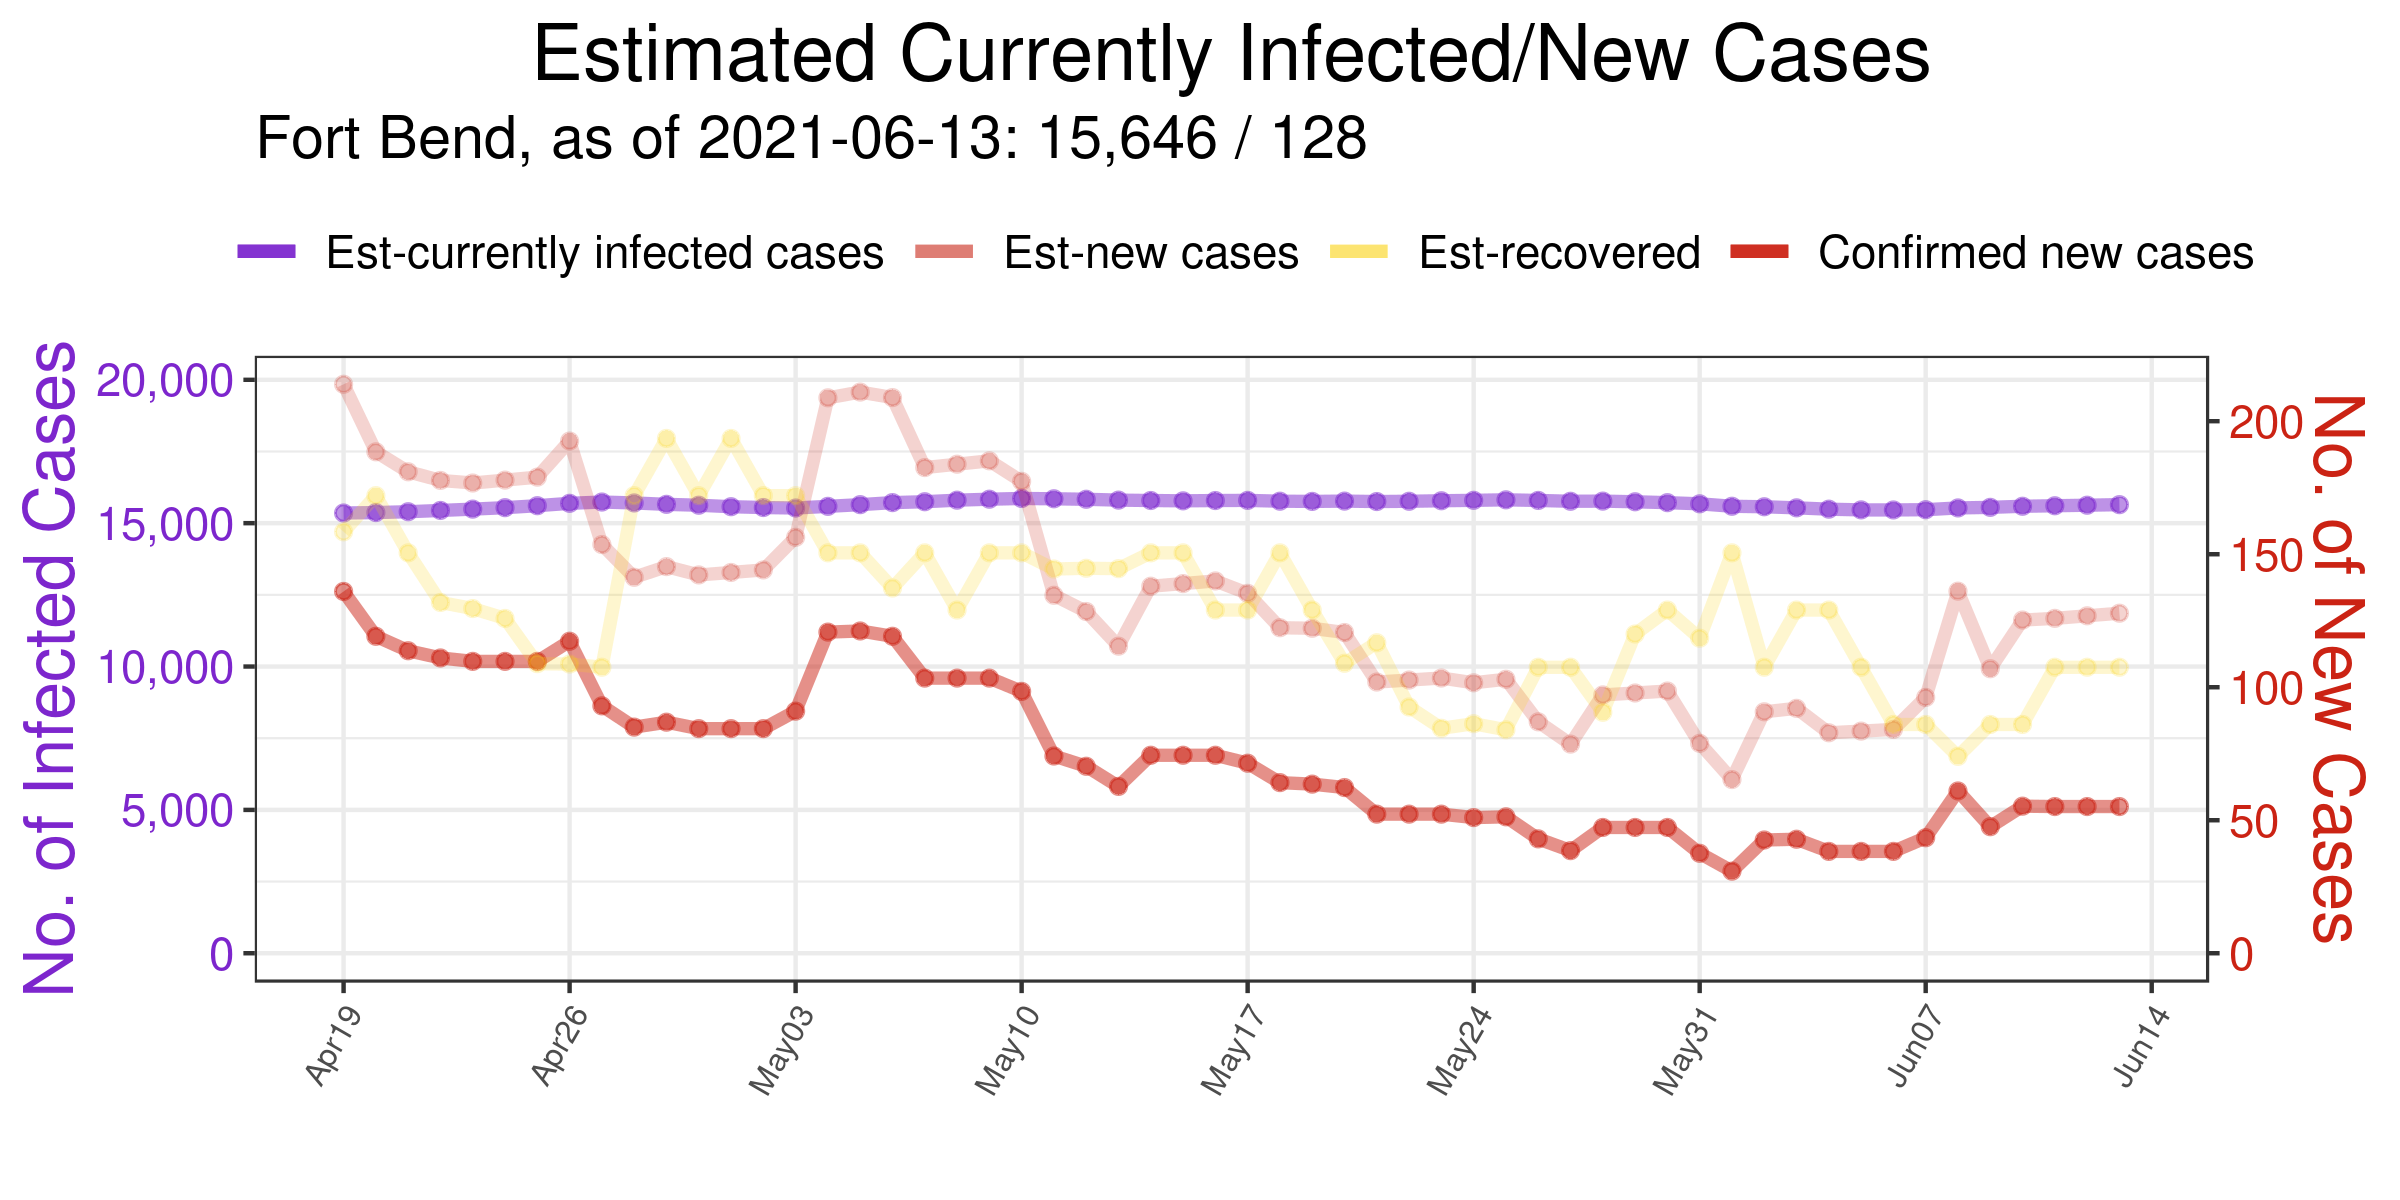 Estimated Currently Infected/New Cases
Fort Bend, as of 2021-06-13: 15,646 / 128
Est-currently infected cases Est-new cases Est-recovered Confirmed new cases
No. of Infected Cases
20,000
15,000
10,000
5,000
0
200
150
100
50
0
No. of New Cases
Apr19 Apr26 May03 May10 May17 May24 May31 Jun07 Jun14